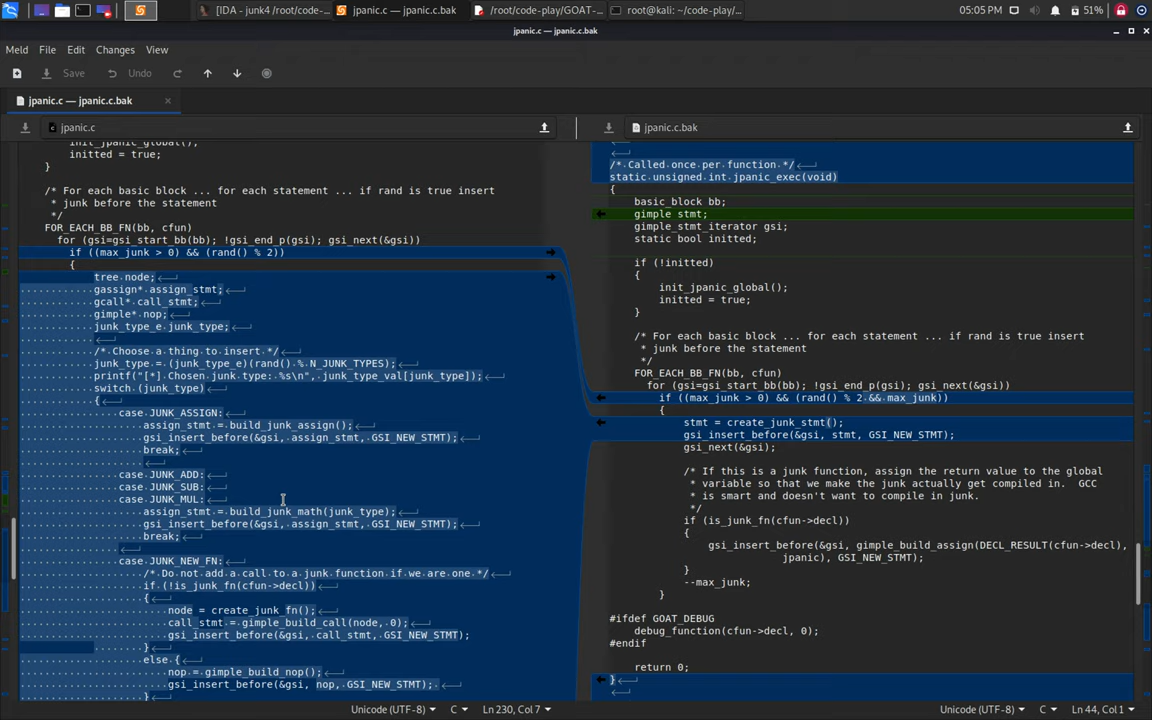 [IDA - junk4 /root/code-...
jpanic.c — jpanic.c.bak
/root/code-play/GOAT-...
root@kali: ~/code-play/...
05:05 PM
51%
jpanic.c — jpanic.c.bak
Meld File Edit Changes View
Save Undo
jpanic.c — jpanic.c.bak
jpanic.c
init_jpanic_global();
initted = true;
}
/* For each basic block ... for each statement ... if rand is true insert
* junk before the statement
*/
FOR_EACH_BB_FN(bb, cfun)
for (gsi=gsi_start_bb(bb); !gsi_end_p(gsi); gsi_next(&gsi))
if ((max_junk > 0) && (rand() % 2))
{
tree node;
gassign* assign_stmt;
gcall* call_stmt;
gimple* nop;
junk_type_e junk_type;
/* Choose a thing to insert */
junk_type = (junk_type_e)(rand() % N_JUNK_TYPES);
printf("[*] Chosen junk type: %s\n", junk_type_val[junk_type]);
switch (junk_type)
{
case JUNK_ASSIGN:
assign_stmt = build_junk_assign();
gsi_insert_before(&gsi, assign_stmt, GSI_NEW_STMT);
break;
case JUNK_ADD:
case JUNK_SUB:
case JUNK_MUL:
assign_stmt = build_junk_math(junk_type);
gsi_insert_before(&gsi, assign_stmt, GSI_NEW_STMT);
break;
case JUNK_NEW_FN:
/* Do not add a call to a junk function if we are one */
if (!is_junk_fn(cfun->decl))
{
node = create_junk_fn();
call_stmt = gimple_build_call(node, 0);
gsi_insert_before(&gsi, call_stmt, GSI_NEW_STMT);
}
else {
nop = gimple_build_nop();
gsi_insert_before(&gsi, nop, GSI_NEW_STMT);
}
jpanic.c.bak
/* Called once per function */
static unsigned int jpanic_exec(void)
{
basic_block bb;
gimple stmt;
gimple_stmt_iterator gsi;
static bool initted;
if (!initted)
{
init_jpanic_global();
initted = true;
}
/* For each basic block ... for each statement ... if rand is true insert
* junk before the statement
*/
FOR_EACH_BB_FN(bb, cfun)
for (gsi=gsi_start_bb(bb); !gsi_end_p(gsi); gsi_next(&gsi))
if ((max_junk > 0) && (rand() % 2 && max_junk))
{
stmt = create_junk_stmt();
gsi_insert_before(&gsi, stmt, GSI_NEW_STMT);
gsi_next(&gsi);
/* If this is a junk function, assign the return value to the global
* variable so that we make the junk actually get compiled in.  GCC
* is smart and doesn't want to compile in junk.
*/
if (is_junk_fn(cfun->decl))
{
gsi_insert_before(&gsi, gimple_build_assign(DECL_RESULT(cfun->decl),
jpanic), GSI_NEW_STMT);
}
--max_junk;
}
#ifdef GOAT_DEBUG
debug_function(cfun->decl, 0);
#endif
return 0;
}
Unicode (UTF-8) C Ln 230, Col 7
Unicode (UTF-8) C Ln 44, Col 1